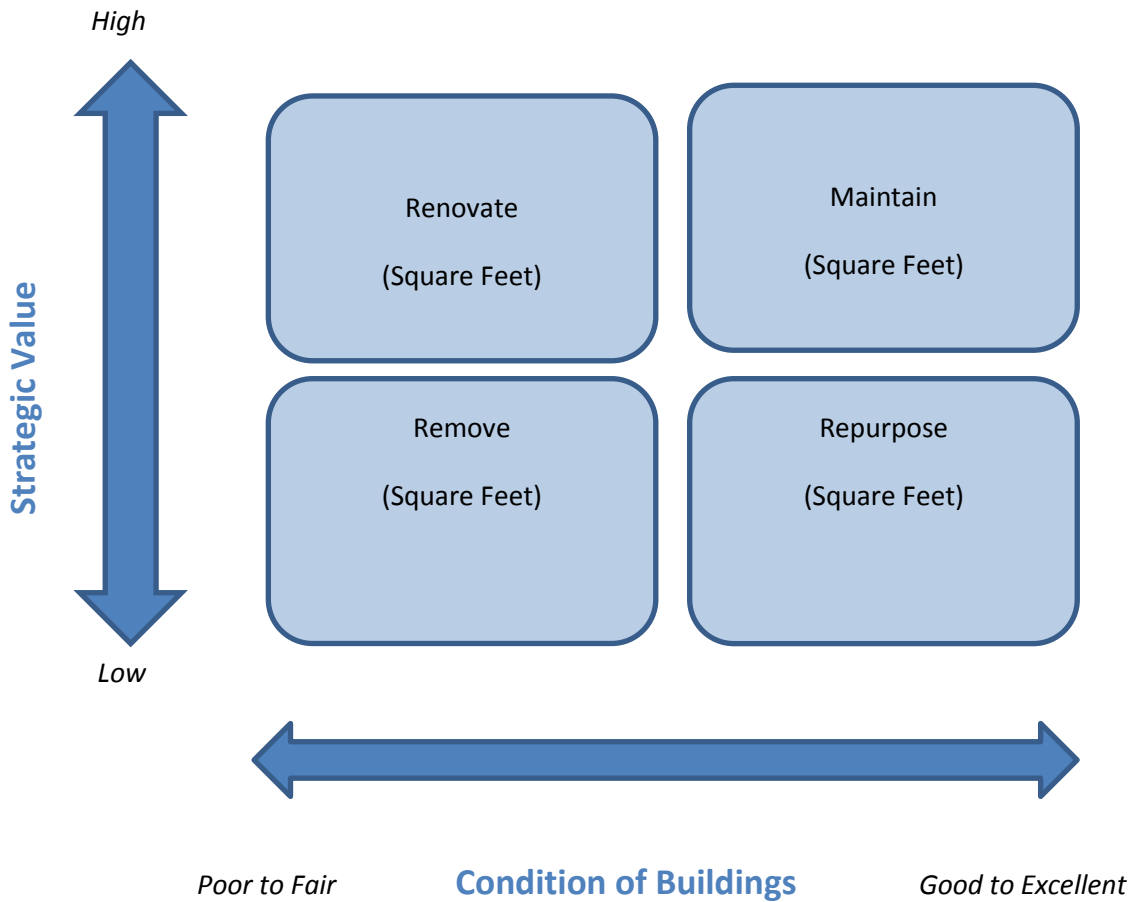 High
Strategic Value
Renovate
(Square Feet)
Maintain
(Square Feet)
Remove
(Square Feet)
Repurpose
(Square Feet)
Low
Poor to Fair
Condition of Buildings
Good to Excellent